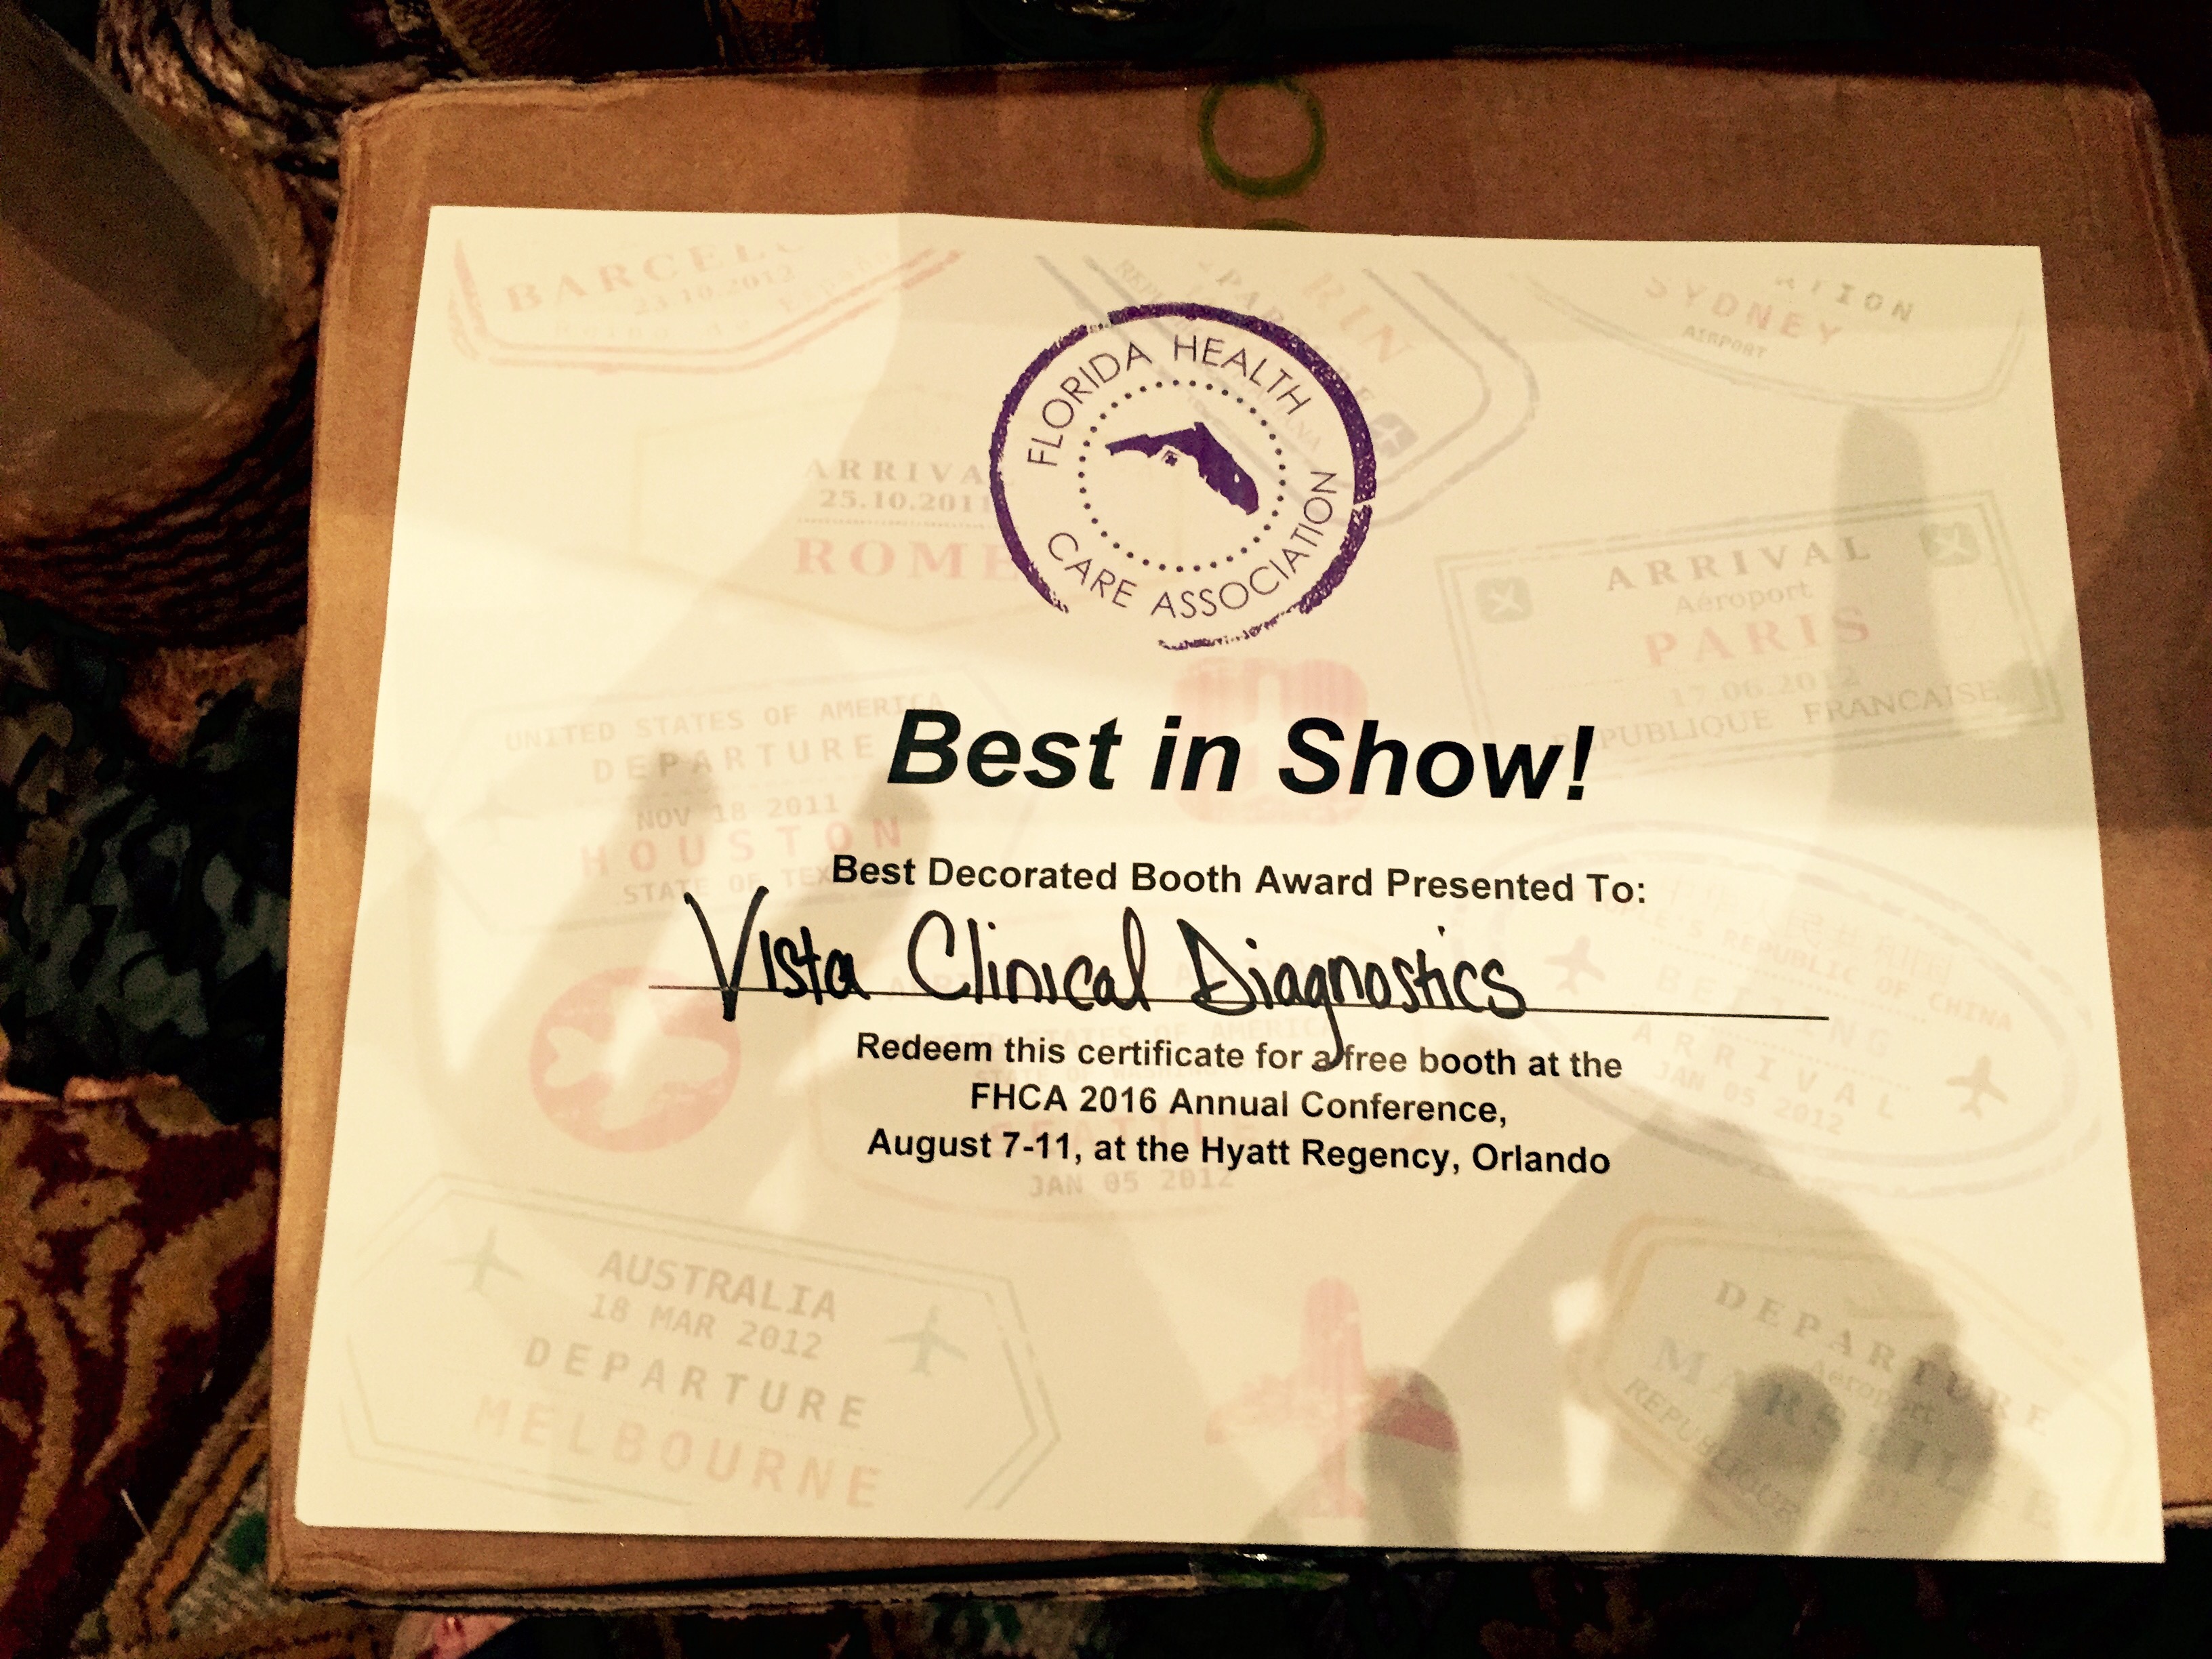 25.10.2012
SYDNEY
AIRPORT
FLORIDA HEALTH
CARE ASSOCIATION
25.10.2011
ROME
ARRIVAL
Aéroport
PARIS
17.06.2012
FRANCAISE
UNITED STATES OF AMERICA
DEPARTURE
NOV 18 2011
HOUSTON
Best in Show!
Best Decorated Booth Award Presented To:
Vista Clinical Diagnostics
Redeem this certificate for a free booth at the
FHCA 2016 Annual Conference,
August 7-11, at the Hyatt Regency, Orlando
PEOPLE'S REPUBLIC OF CHINA
ARRIVAL
JAN 05 2012
JAN 05 2012
AUSTRALIA
18 MAR 2012
DEPARTURE
MELBOURNE
DEPARTURE
Aéroport